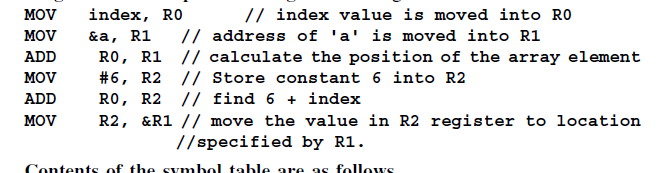 MOV index, R0 // index value is moved into R0
MOV &a, R1 // address of 'a' is moved into R1
ADD R0, R1 // calculate the position of the array element
MOV #6, R2 // Store constant 6 into R2
ADD R0, R2 // find 6 + index
MOV R2, &R1 // move the value in R2 register to location
//specified by R1.
Contents of the symbol table are as follows